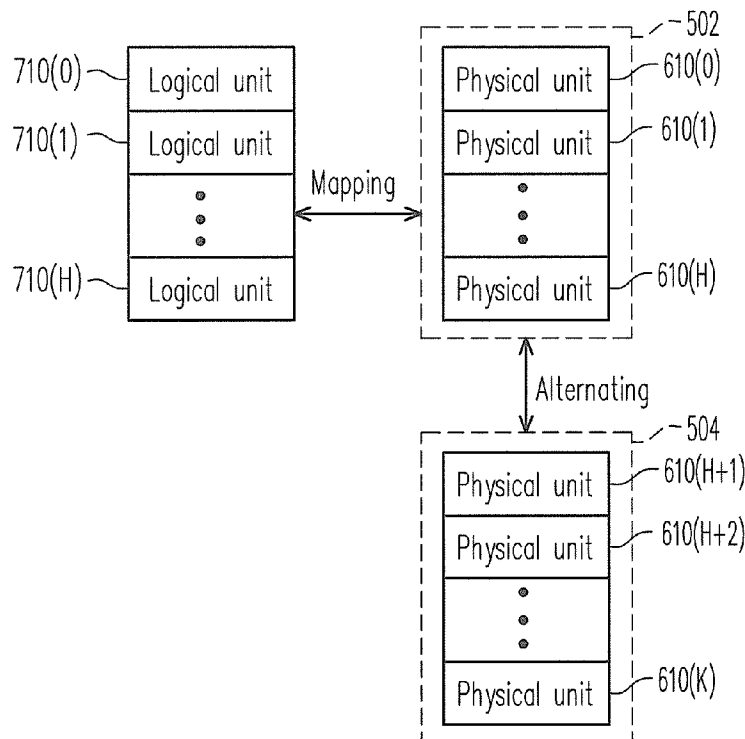 502
710(0)
Logical unit
Physical unit
610(0)
710(1)
Logical unit
Physical unit
610(1)
Mapping
710(H)
Logical unit
Physical unit
610(H)
Alternating
504
Physical unit
610(H+1)
Physical unit
610(H+2)
Physical unit
610(K)